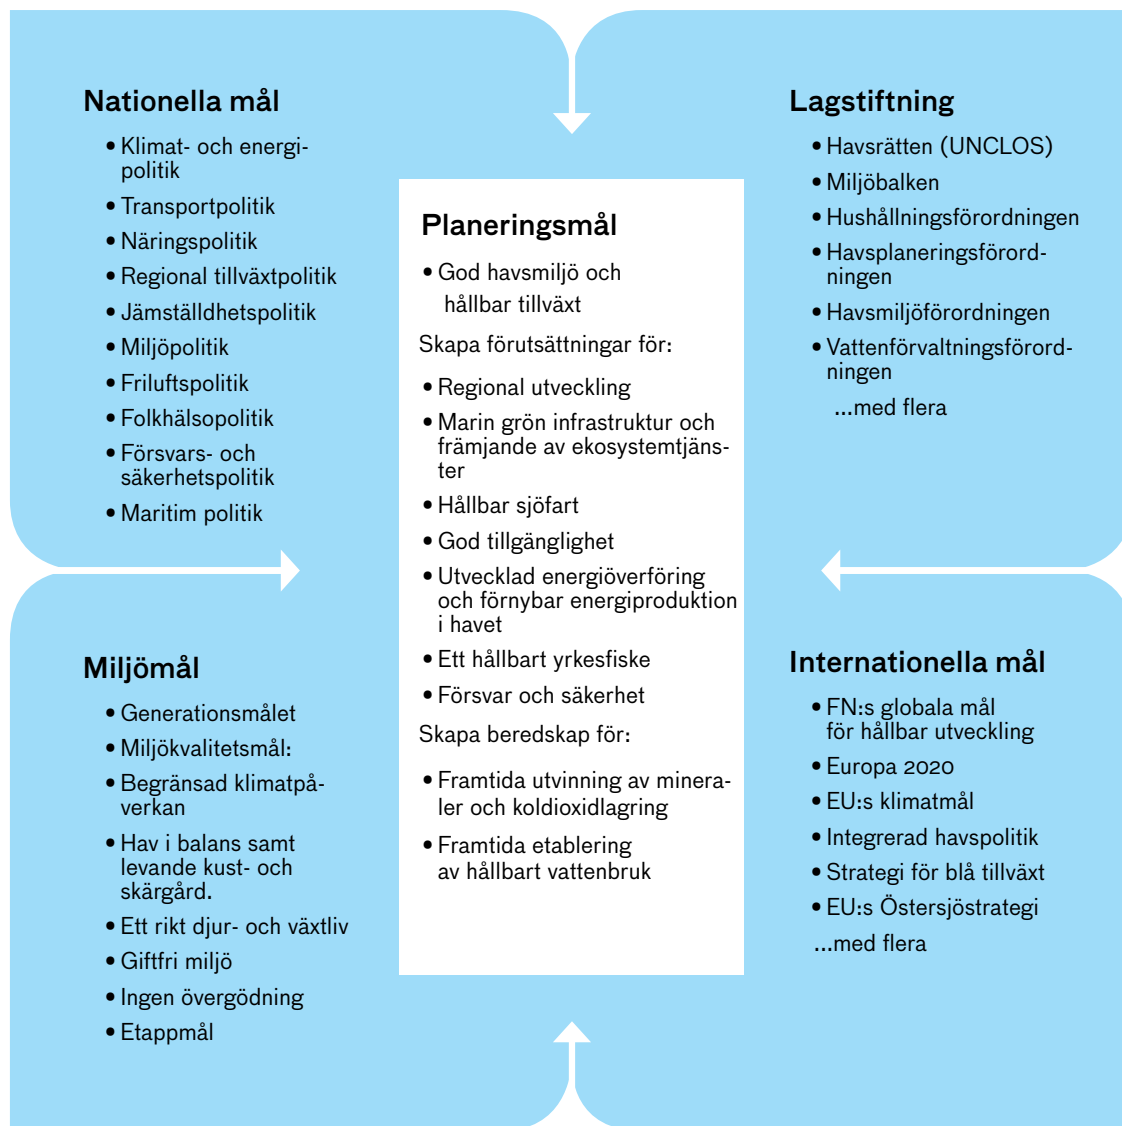 Nationella mål
• Klimat- och energi-
politik
• Transportpolitik
• Näringspolitik
• Regional tillväxtpolitik
• Jämställdhetspolitik
• Miljöpolitik
• Friluftspolitik
• Folkhälsopolitik
• Försvars- och
säkerhetspolitik
• Maritim politik
Planeringsmål
• God havsmiljö och
hållbar tillväxt
Skapa förutsättningar för:
• Regional utveckling
• Marin grön infrastruktur och
främjande av ekosystemtjäns-
ter
• Hållbar sjöfart
• God tillgänglighet
• Utvecklad energiöverföring
och förnybar energiproduktion
i havet
• Ett hållbart yrkesfiske
• Försvar och säkerhet
Skapa beredskap för:
• Framtida utvinning av minera-
ler och koldioxidlagring
• Framtida etablering
av hållbart vattenbruk
Lagstiftning
• Havsrätten (UNCLOS)
• Miljöbalken
• Hushållningsförordningen
• Havsplaneringsförord-
ningen
• Havsmiljöförordningen
• Vattenförvaltningsförord-
ningen
...med flera
Miljömål
• Generationsmålet
• Miljökvalitetsmål:
• Begränsad klimatpå-
verkan
• Hav i balans samt
levande kust- och
skärgård.
• Ett rikt djur- och växtliv
• Giftfri miljö
• Ingen övergödning
• Etappmål
Internationella mål
• FN:s globala mål
för hållbar utveckling
• Europa 2020
• EU:s klimatmål
• Integrerad havspolitik
• Strategi för blå tillväxt
• EU:s Östersjöstrategi
...med flera